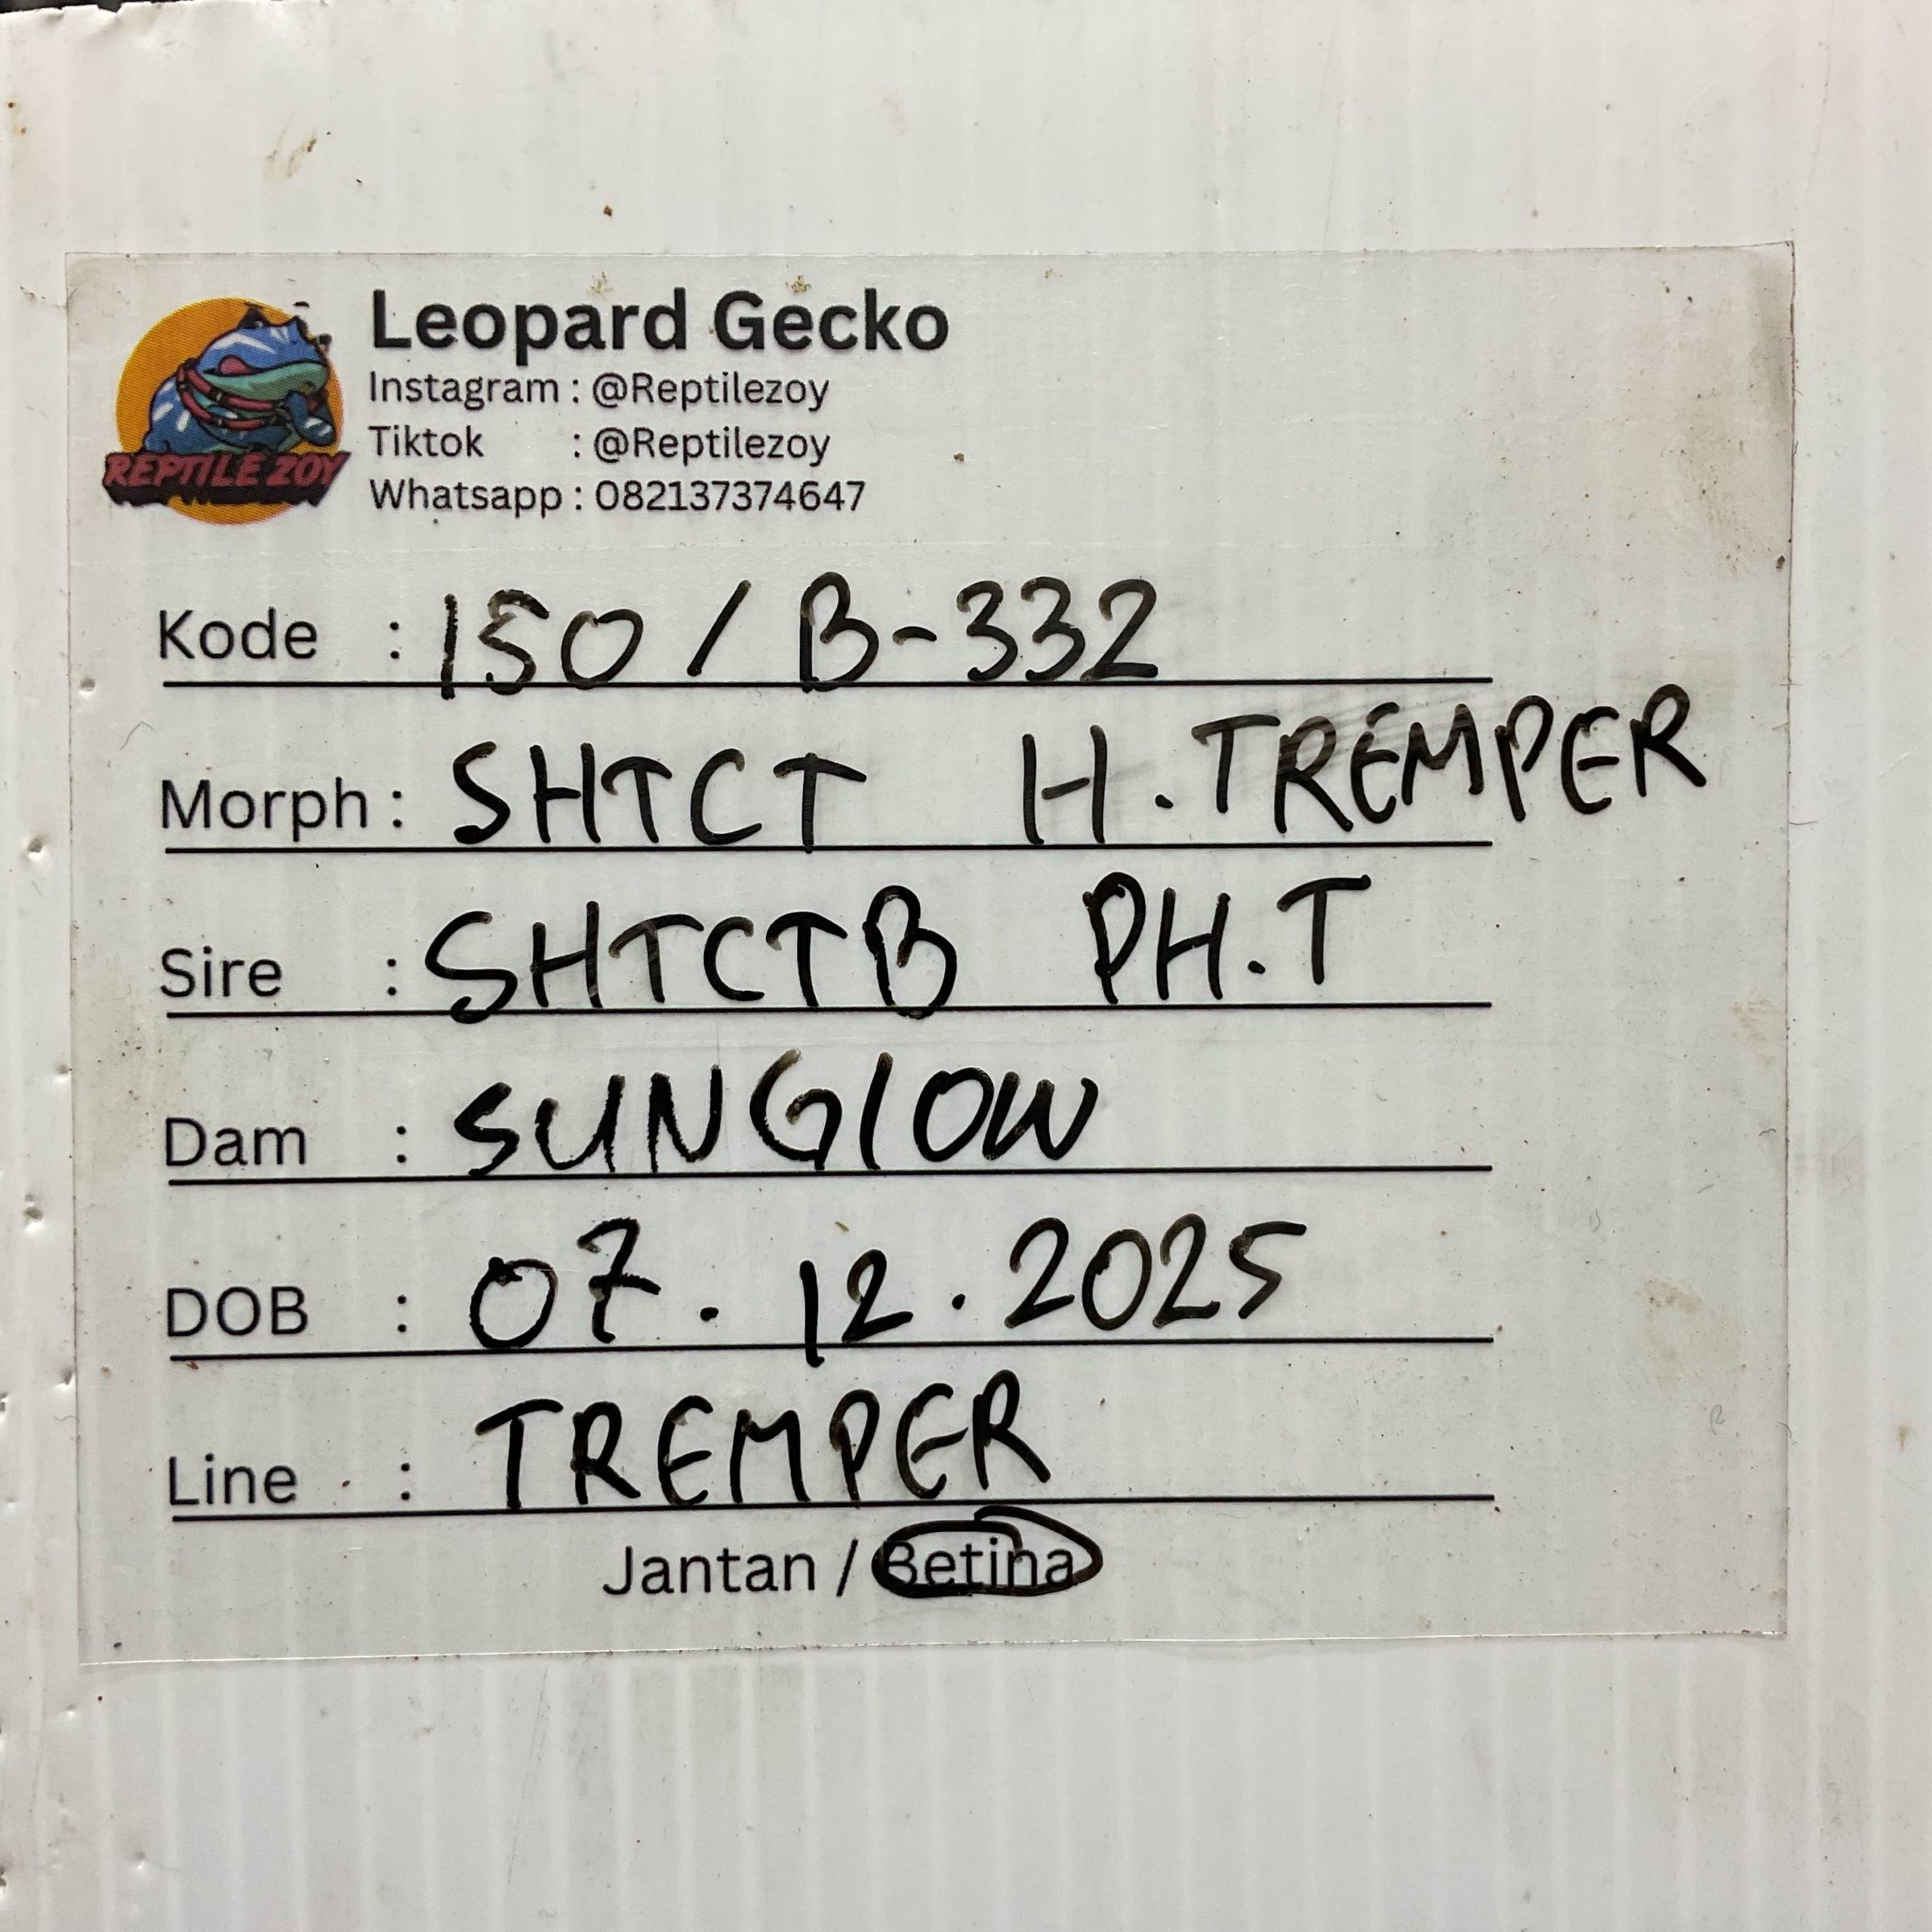 REPTILE ZOY
Leopard Gecko
Instagram : @Reptilezoy
Tiktok : @Reptilezoy
Whatsapp : 082137374647
Kode : 150 / B-332
Morph : SHTCT H.TREMPER
Sire : SHTCTB PH.T
Dam : SUNGlOW
DOB : 07.12.2025
Line : TREMPER
Jantan / Betina